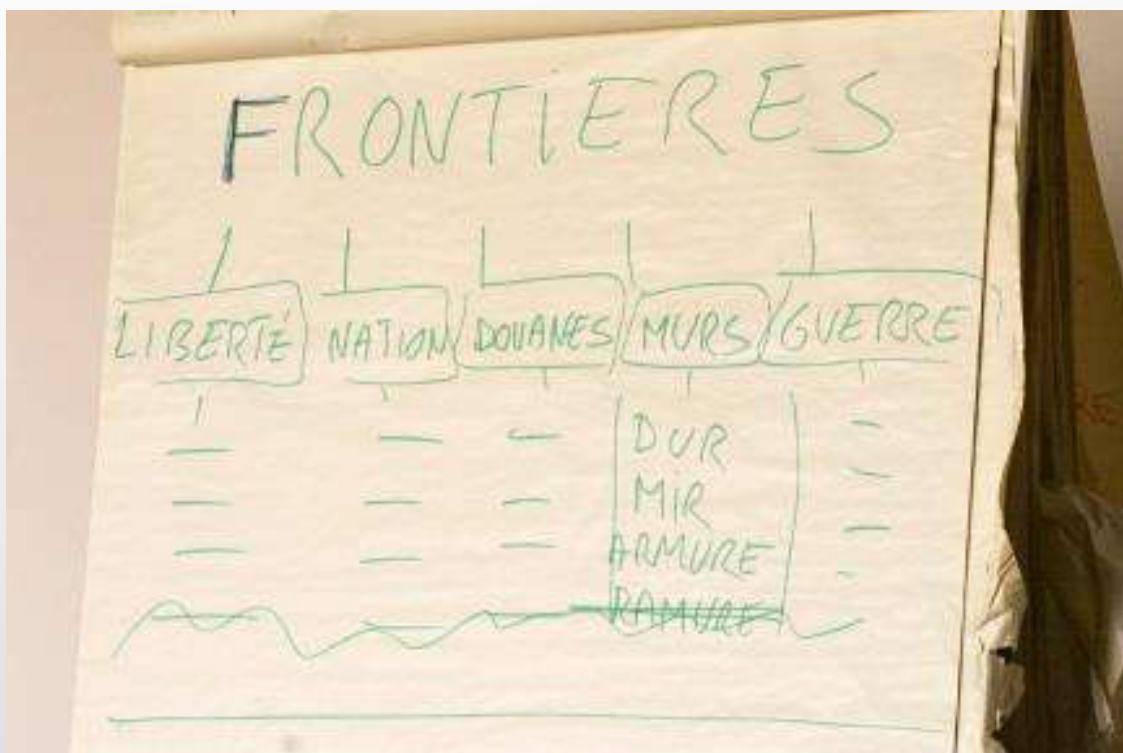 FRONTIERES
LIBERTÉ NATION DOUANES MURS GUERRE
DUR
MIR
ARMURE
RAMURE